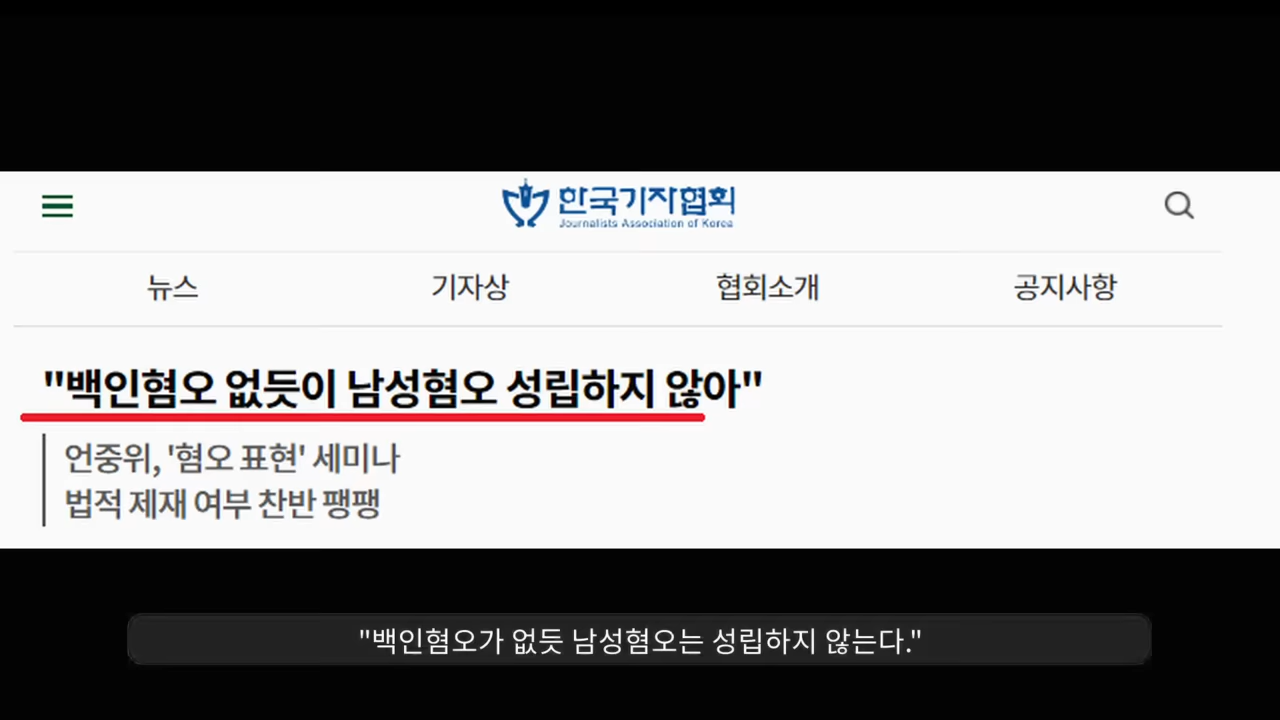 한국기자협회
Journalists Association of Korea
뉴스 기자상 협회소개 공지사항
"백인혐오 없듯이 남성혐오 성립하지 않아"
언중위, '혐오 표현' 세미나
법적 제재 여부 찬반 팽팽
"백인혐오가 없듯 남성혐오는 성립하지 않는다."